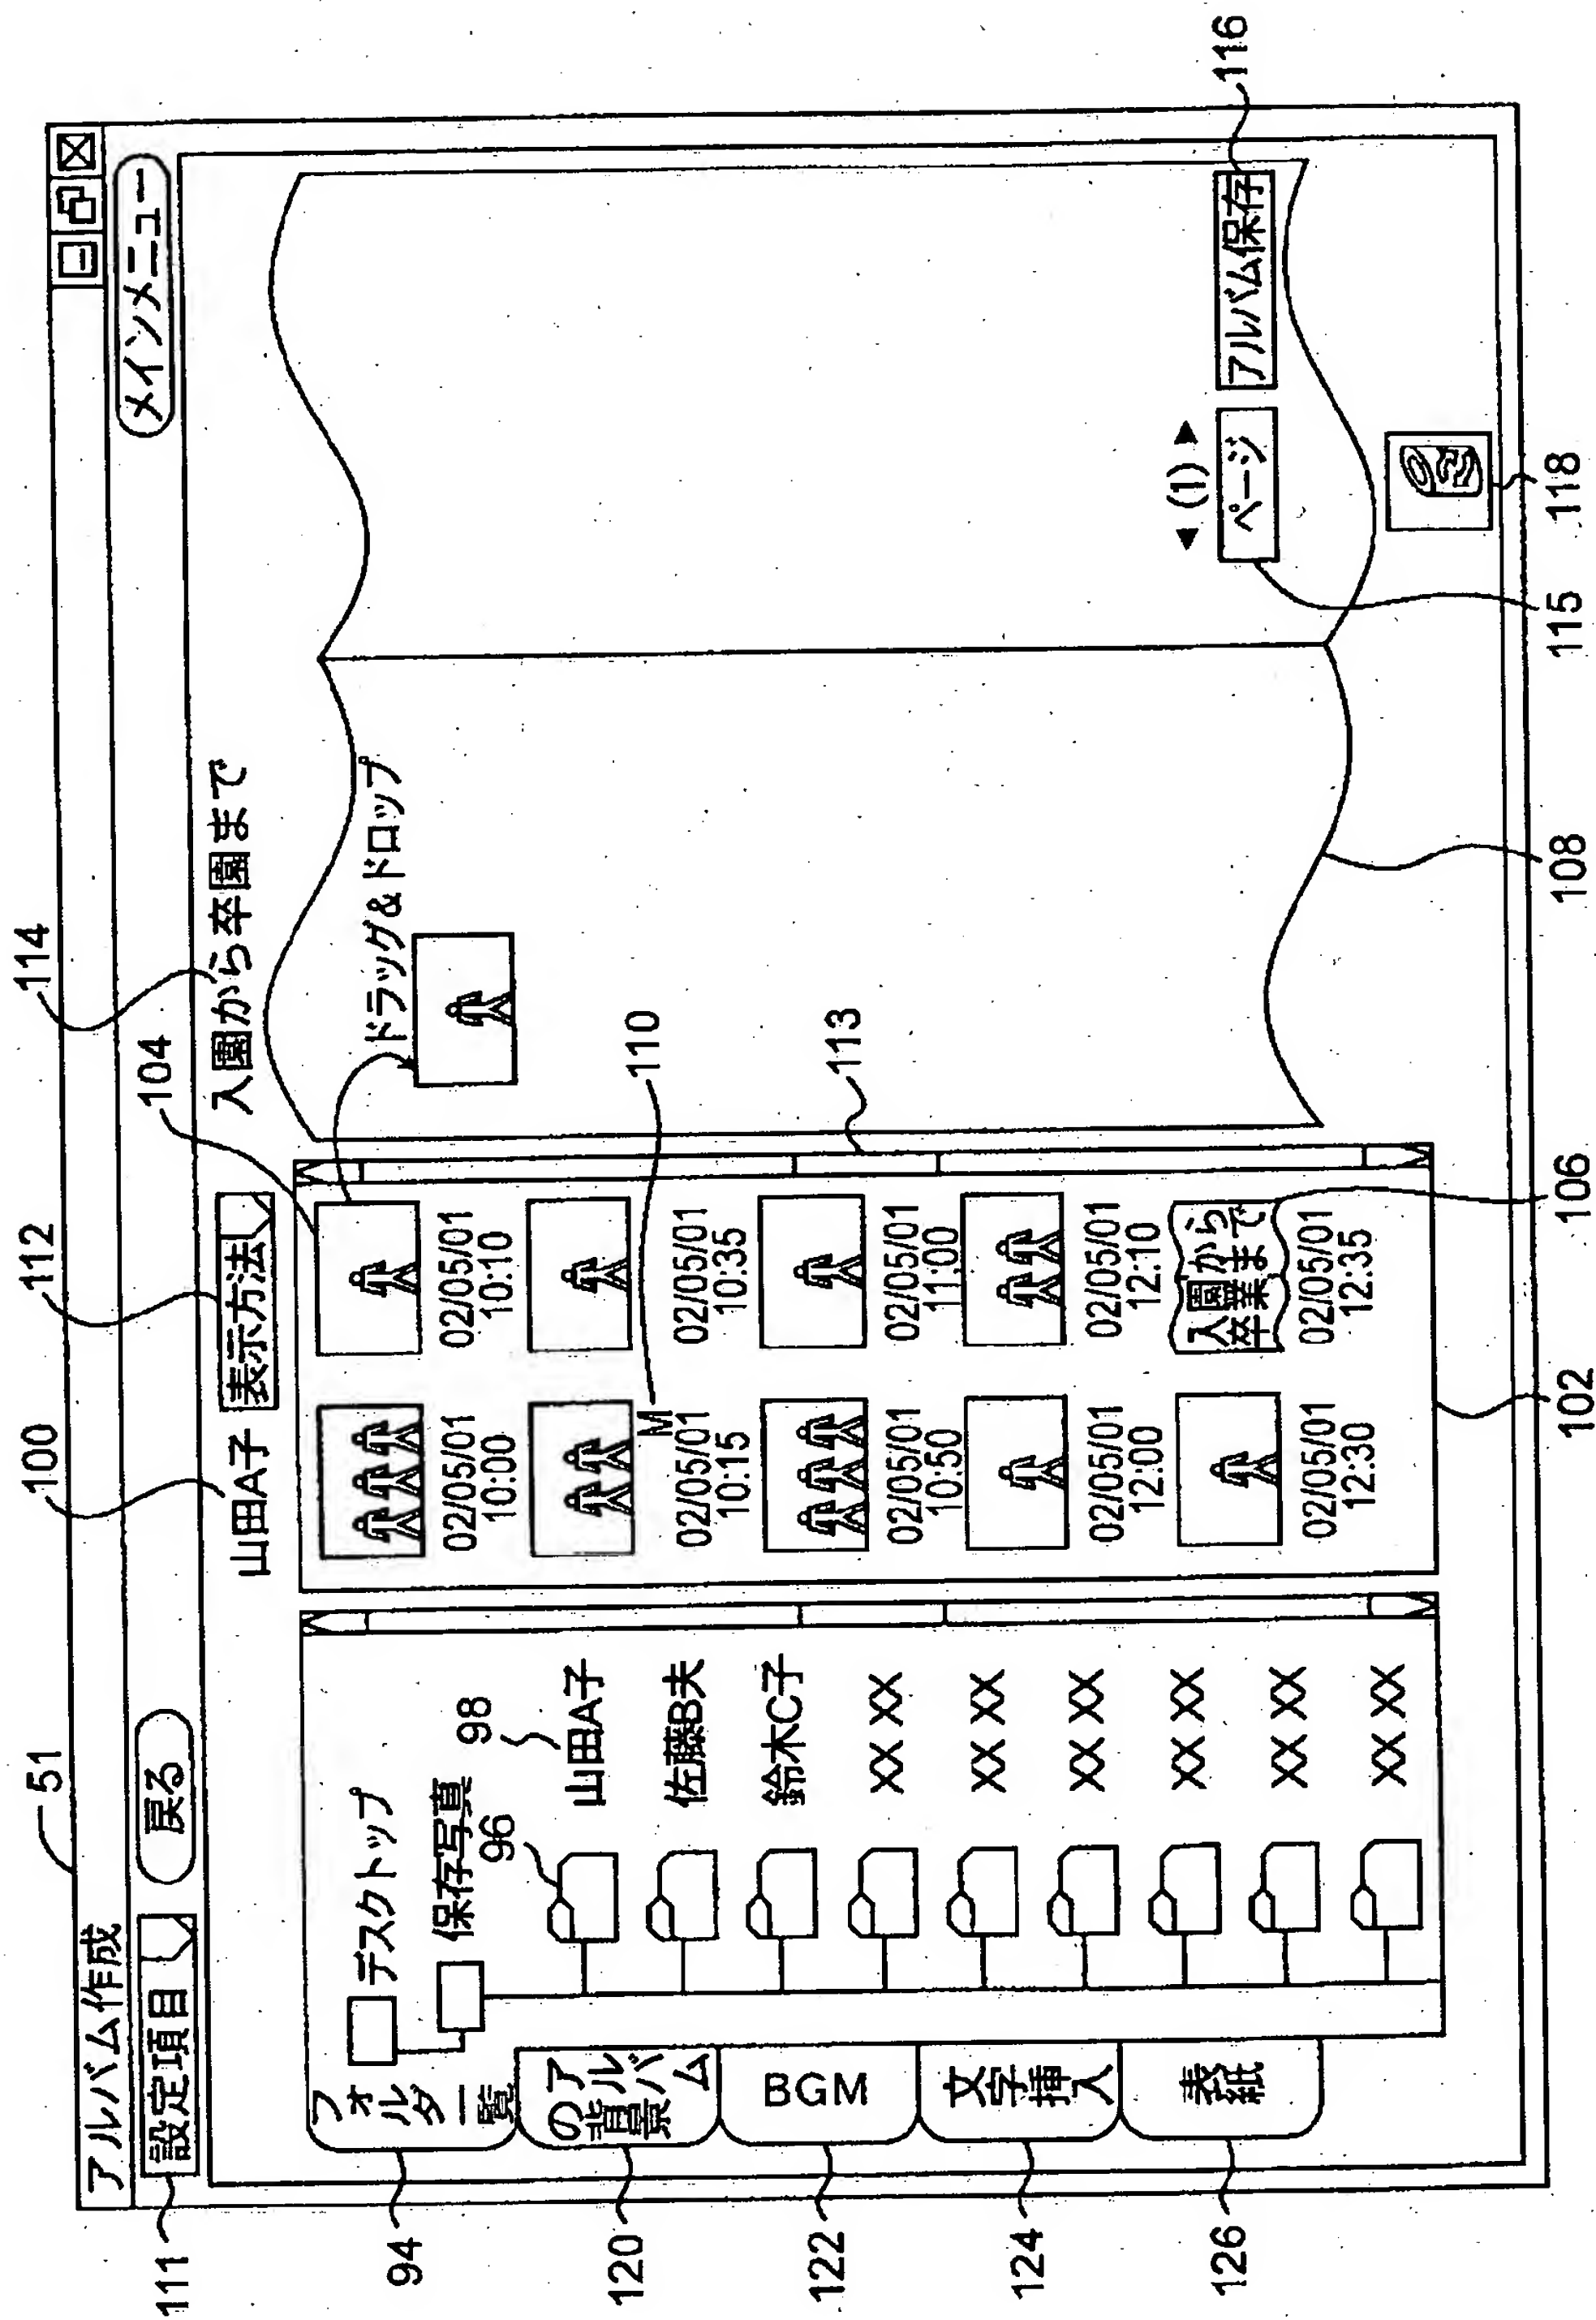 51
100
112
104
114
アルバム作成
111
設定項目
戻る
メインメニュー
山田A子
表示方法
入園から卒園まで
94
フォルダ一覧
デスクトップ
保存写真
96
98
山田A子
佐藤B夫
鈴木C子
XX XX
XX XX
XX XX
XX XX
XX XX
XX XX
120
アルバム
の背景
122
BGM
124
文字挿入
126
表紙
02/05/01
10:00
02/05/01
10:10
M
110
02/05/01
10:15
02/05/01
10:35
02/05/01
10:50
02/05/01
11:00
02/05/01
12:00
02/05/01
12:10
02/05/01
12:30
入園から
卒業まで
02/05/01
12:35
113
ドラッグ&ドロップ
◀ (1) ▶
ページ
アルバム保存
116
102
106
108
115
118